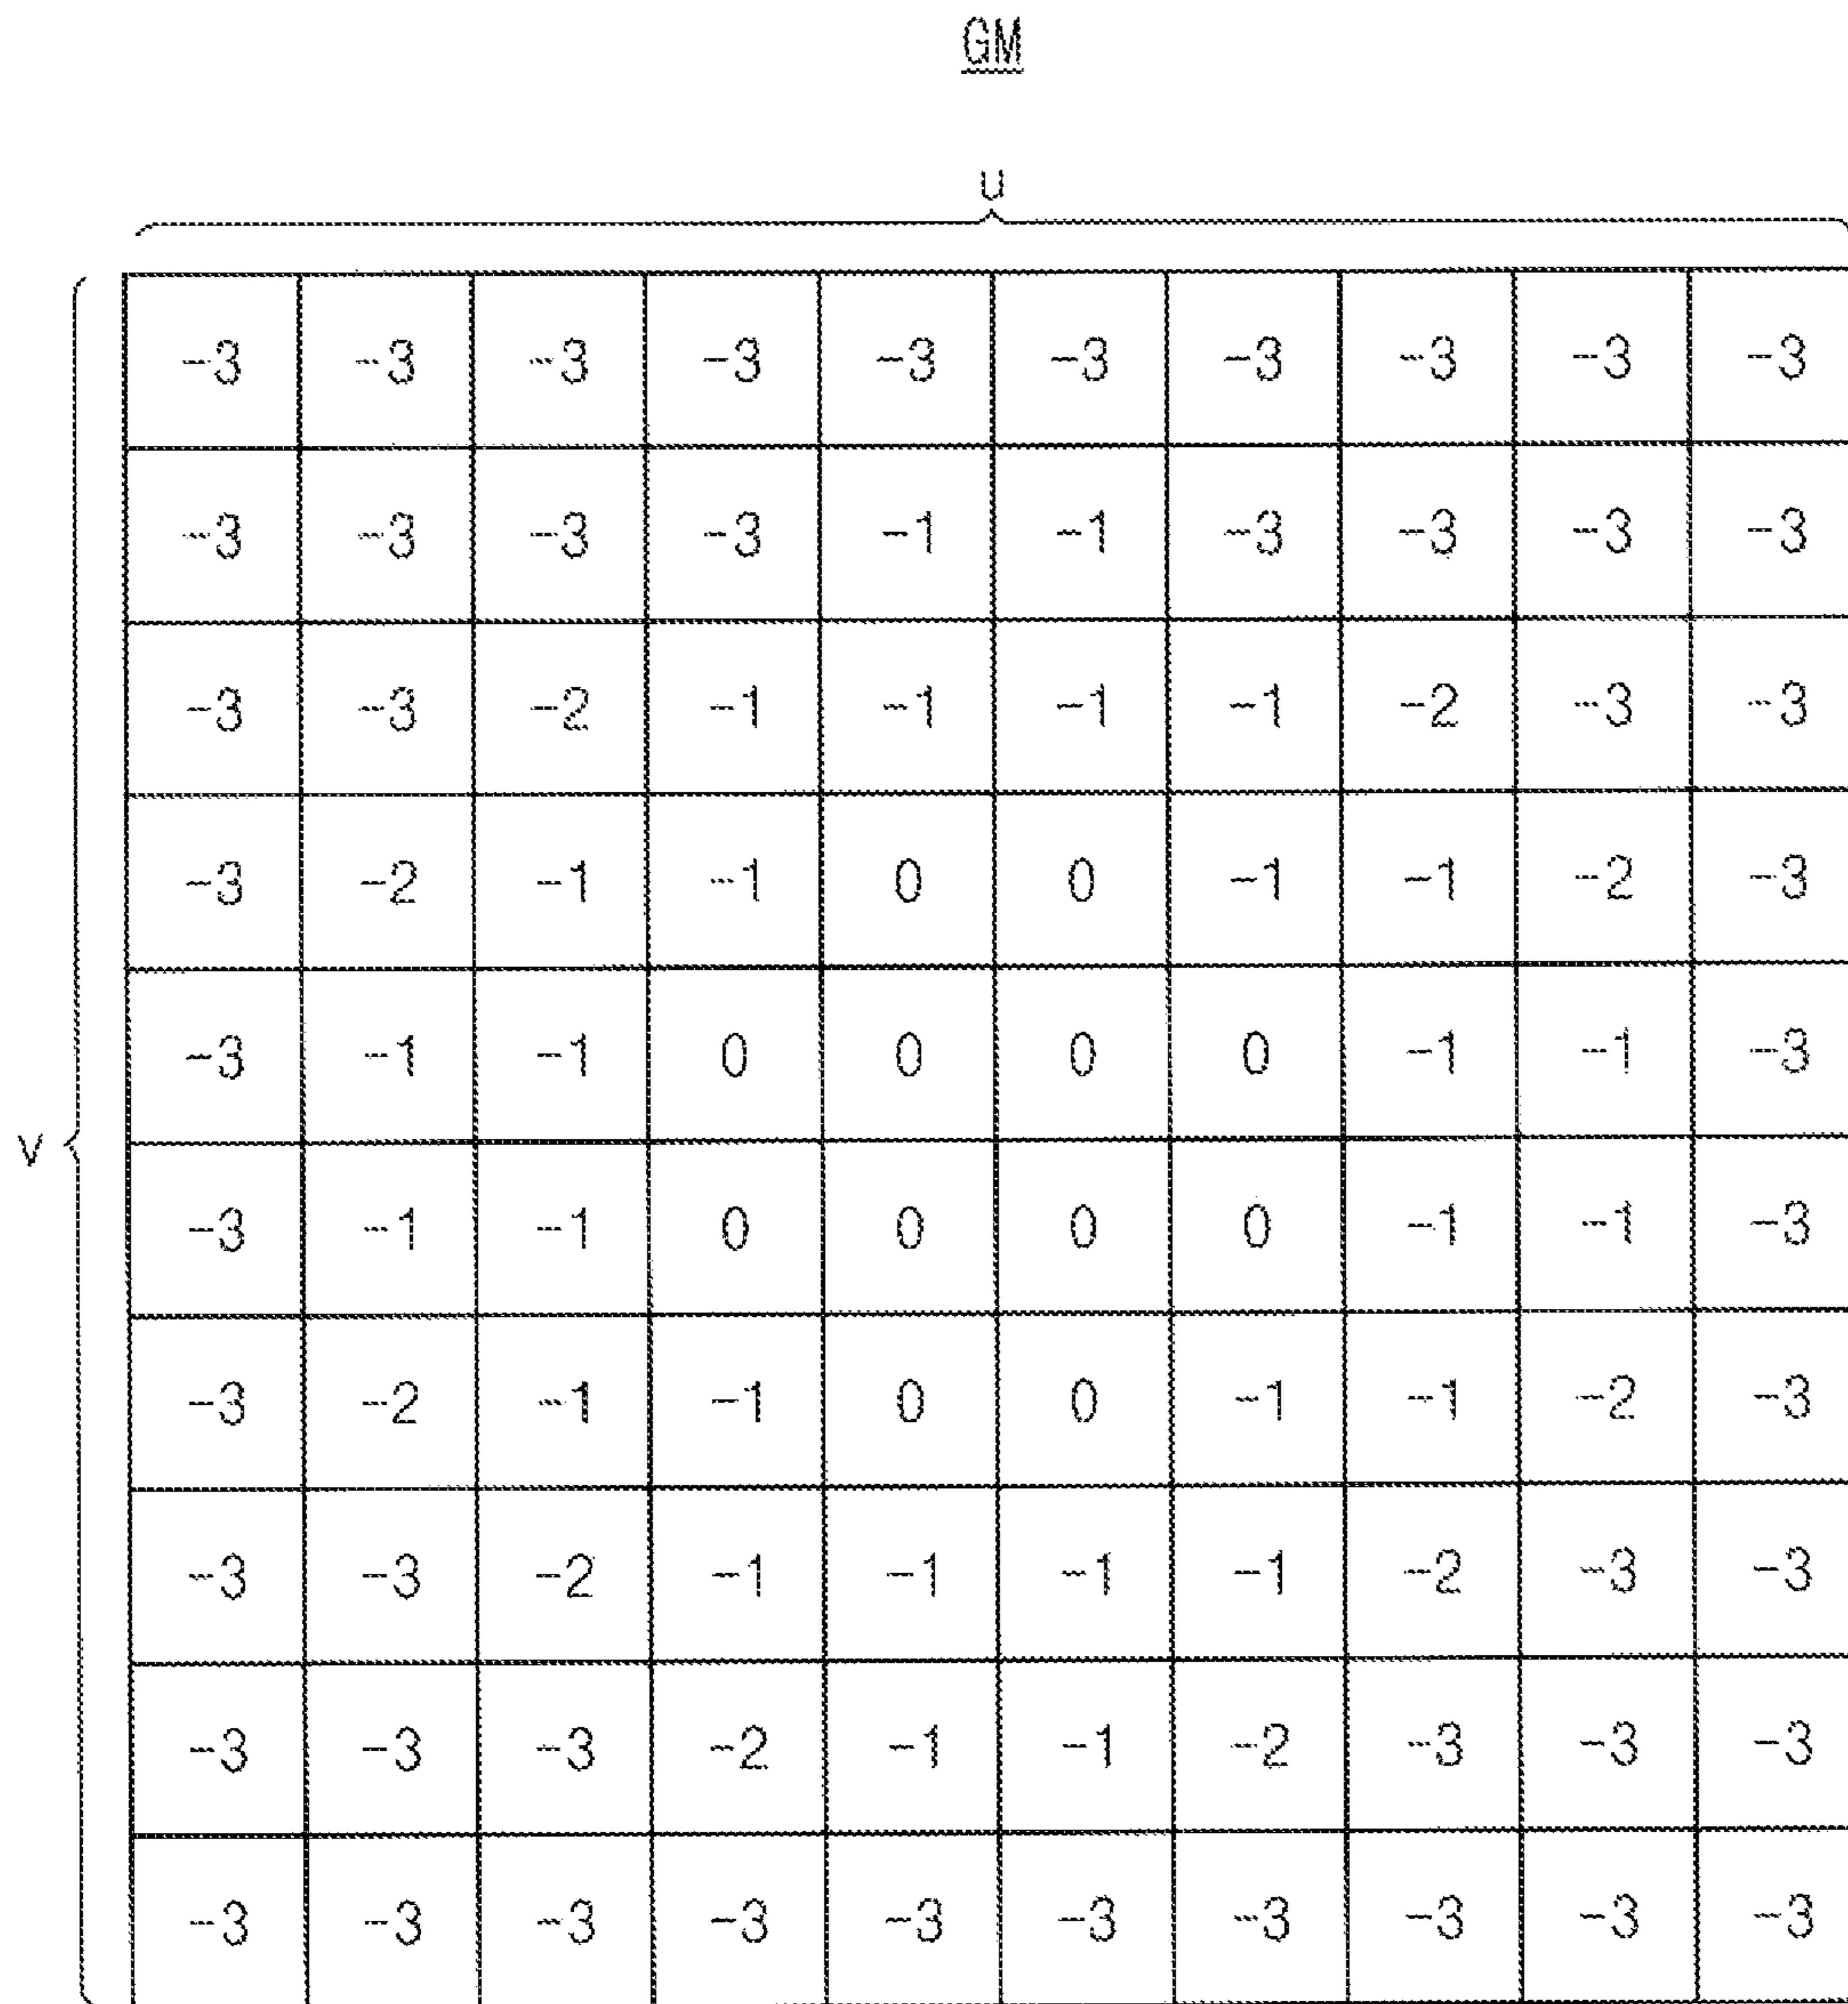 GM
u
-3 -3 -3 -3 -3 -3 -3 -3 -3 -3
-3 -3 -3 -3 -1 -1 -3 -3 -3 -3
-3 -3 -2 -1 -1 -1 -1 -2 -3 -3
-3 -2 -1 -1 0 0 -1 -1 -2 -3
-3 -1 -1 0 0 0 0 -1 -1 -3
v
-3 -1 -1 0 0 0 0 -1 -1 -3
-3 -2 -1 -1 0 0 -1 -1 -2 -3
-3 -3 -2 -1 -1 -1 -1 -2 -3 -3
-3 -3 -3 -2 -1 -1 -2 -3 -3 -3
-3 -3 -3 -3 -3 -3 -3 -3 -3 -3